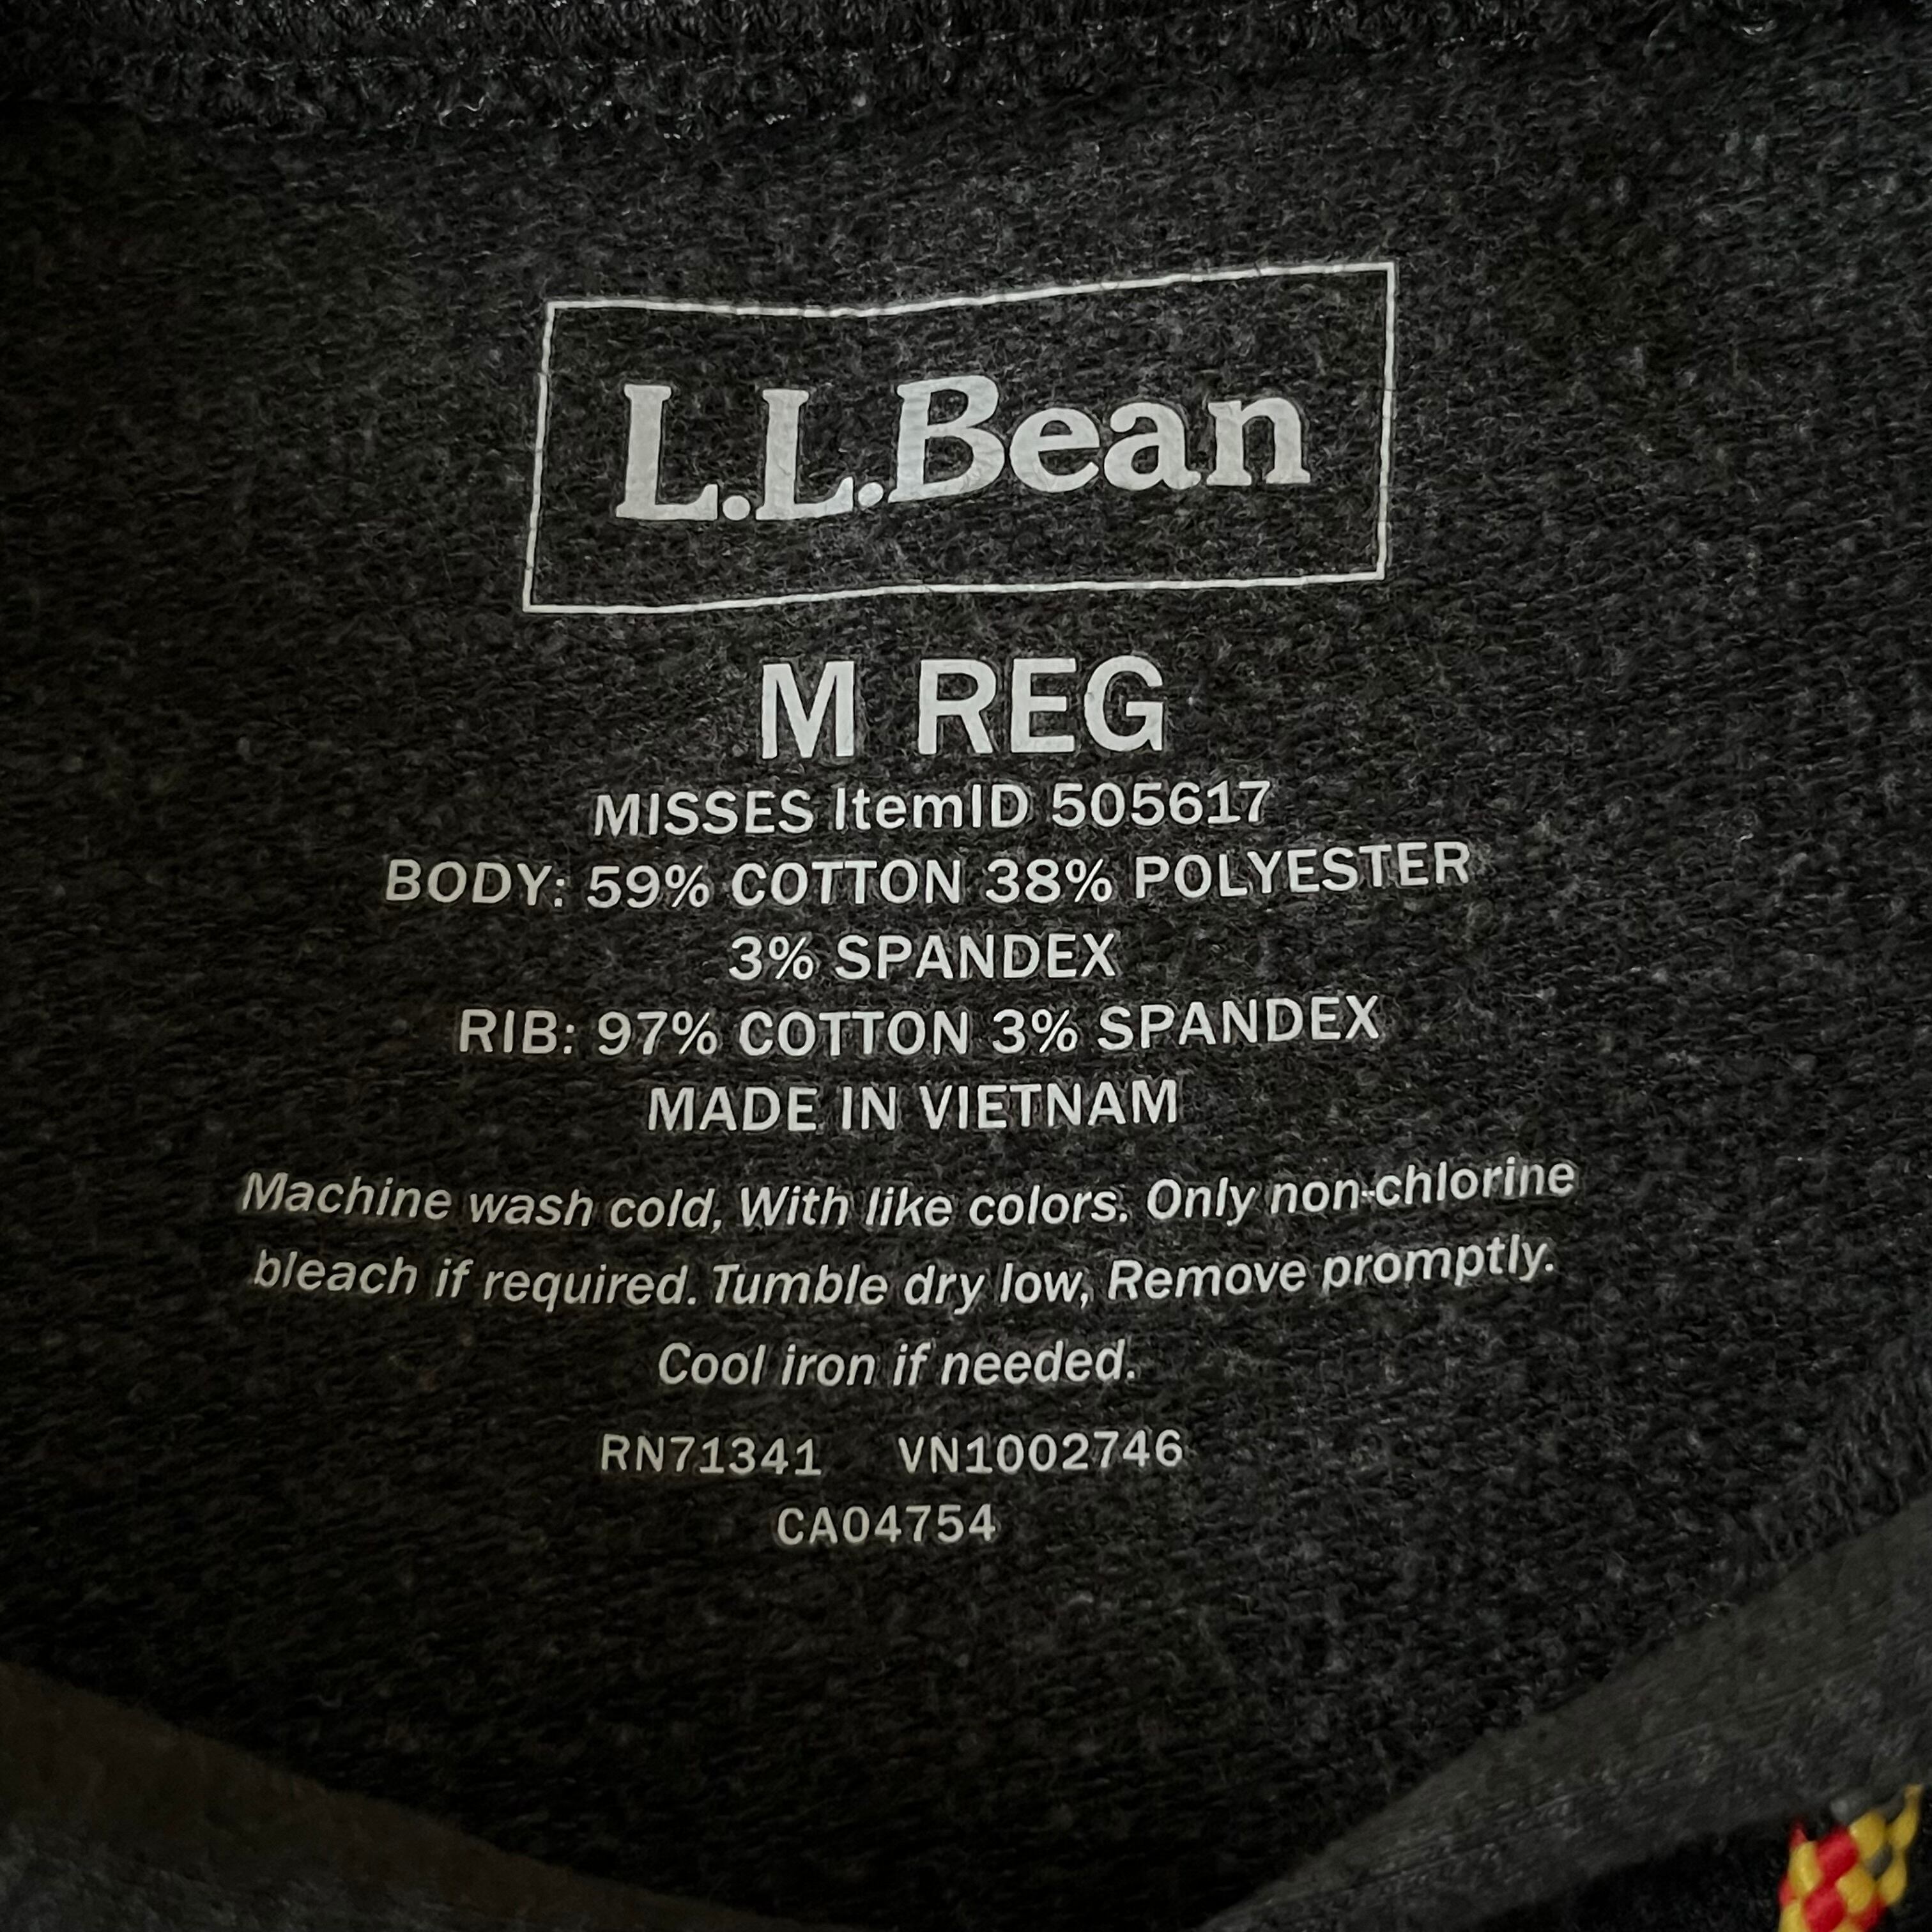 L.L.Bean
M REG
MISSES ItemID 505617
BODY: 59% COTTON 38% POLYESTER
3% SPANDEX
RIB: 97% COTTON 3% SPANDEX
MADE IN VIETNAM
Machine wash cold, With like colors. Only non-chlorine
bleach if required. Tumble dry low, Remove promptly.
Cool iron if needed.
RN71341 VN1002746
CA04754